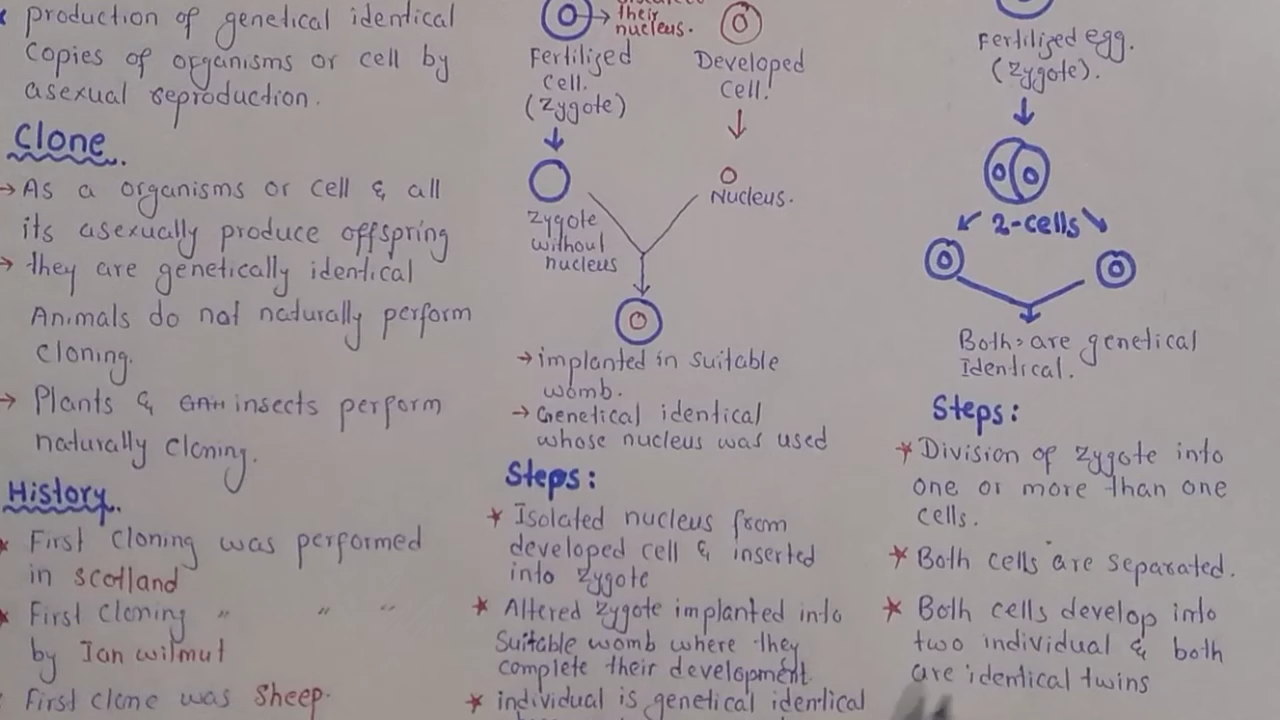 production of genetical identical
Copies of organisms or cell by
asexual reproduction.
Clone
→ As a organisms or cell & all
its asexually produce offspring
→ they are genetically identical
Animals do not naturally perform
cloning.
→ Plants & insects perform
naturally cloning.
History
* First cloning was performed
in scotland
* First cloning " " "
by Ian wilmut
First clone was sheep.
their
nucleus.
Fertilized
cell.
(zygote)
Developed
Cell.
zygote
without
nucleus
Nucleus.
→ implanted in suitable
womb.
→ Genetical identical
whose nucleus was used
Steps:
* Isolated nucleus from
developed cell & inserted
into zygote
* Altered zygote implanted into
Suitable womb where they
complete their development.
* individual is genetical identical
Fertilized egg.
(zygote).
2-cells
Both are genetical
Identical.
Steps:
* Division of zygote into
one or more than one
cells.
* Both cells are separated.
* Both cells develop into
two individual & both
are identical twins